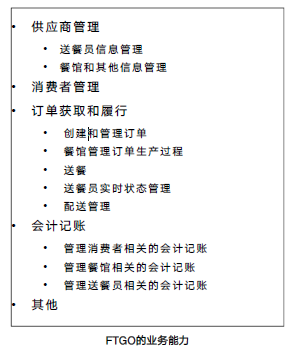 • 供应商管理
• 送餐员信息管理
• 餐馆和其他信息管理
• 消费者管理
• 订单获取和履行
• 创建和管理订单
• 餐馆管理订单生产过程
• 送餐
• 送餐员实时状态管理
• 配送管理
• 会计记账
• 管理消费者相关的会计记账
• 管理餐馆相关的会计记账
• 管理送餐员相关的会计记账
• 其他
FTGO的业务能力